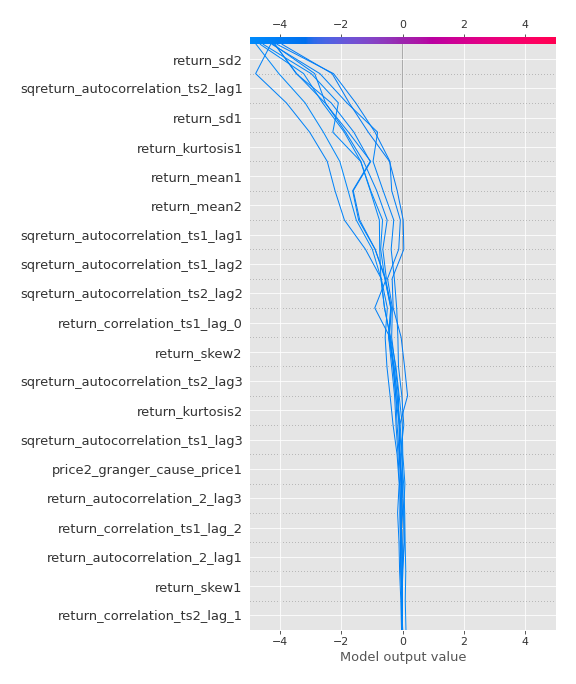 −4 −2 0 2 4
return_sd2
sqreturn_autocorrelation_ts2_lag1
return_sd1
return_kurtosis1
return_mean1
return_mean2
sqreturn_autocorrelation_ts1_lag1
sqreturn_autocorrelation_ts1_lag2
sqreturn_autocorrelation_ts2_lag2
return_correlation_ts1_lag_0
return_skew2
sqreturn_autocorrelation_ts2_lag3
return_kurtosis2
sqreturn_autocorrelation_ts1_lag3
price2_granger_cause_price1
return_autocorrelation_2_lag3
return_correlation_ts1_lag_2
return_autocorrelation_2_lag1
return_skew1
return_correlation_ts2_lag_1
−4 −2 0 2 4
Model output value